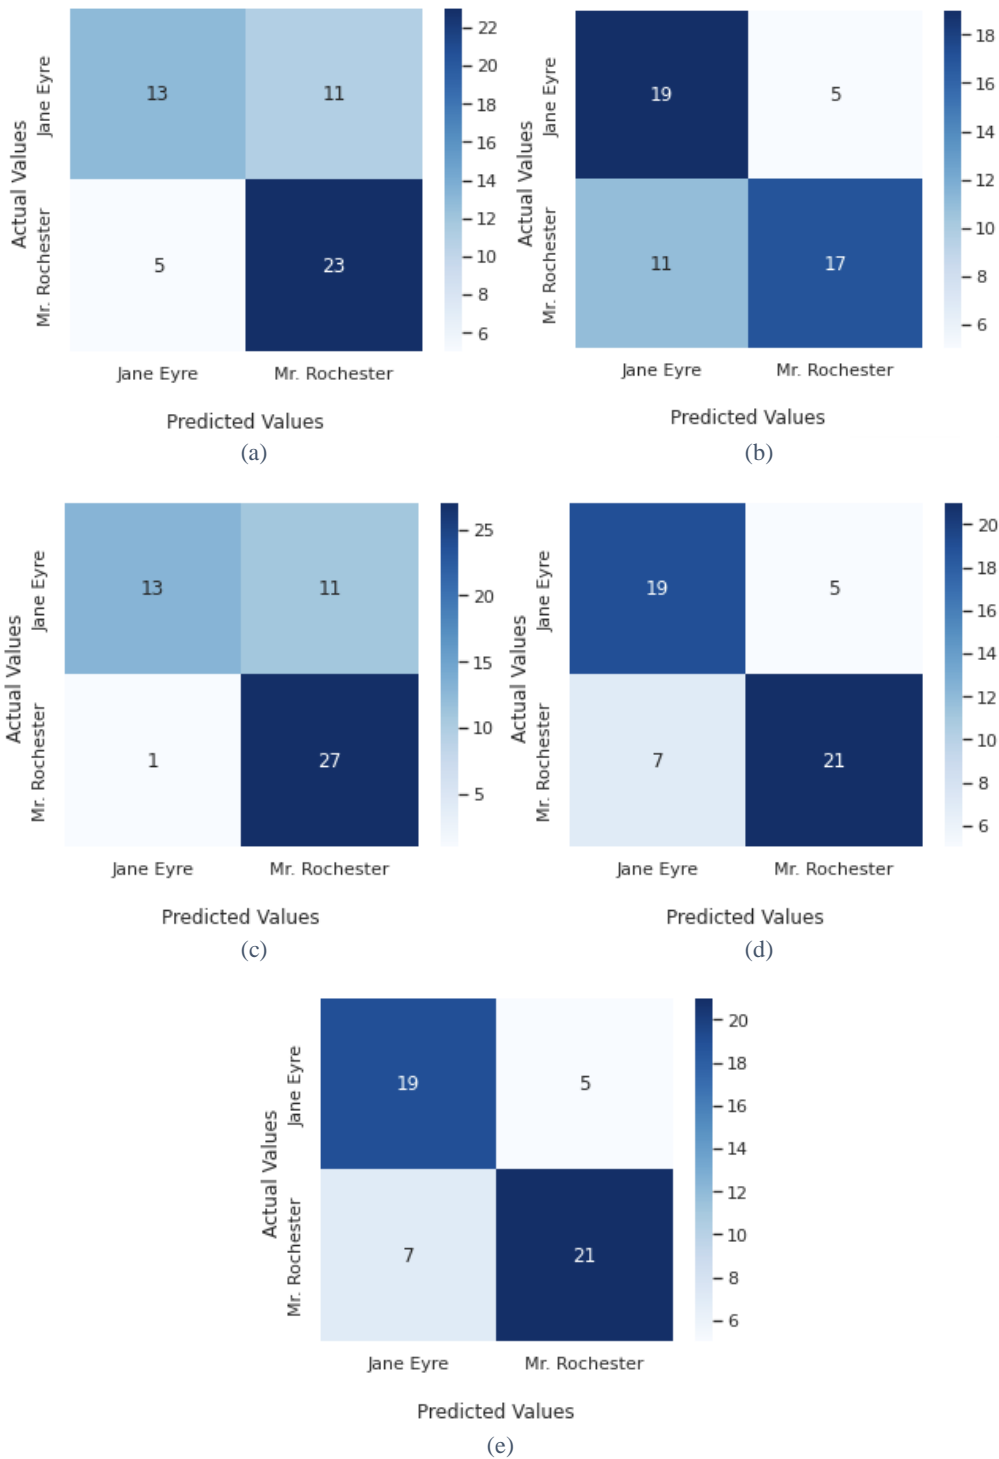 Actual Values
Jane Eyre
Mr. Rochester
13 11
5 23
22
20
18
16
14
12
10
8
6
Jane Eyre Mr. Rochester
Predicted Values
(a)
Actual Values
Jane Eyre
Mr. Rochester
19 5
11 17
18
16
14
12
10
8
6
Jane Eyre Mr. Rochester
Predicted Values
(b)
Actual Values
Jane Eyre
Mr. Rochester
13 11
1 27
25
20
15
10
5
Jane Eyre Mr. Rochester
Predicted Values
(c)
Actual Values
Jane Eyre
Mr. Rochester
19 5
7 21
20
18
16
14
12
10
8
6
Jane Eyre Mr. Rochester
Predicted Values
(d)
Actual Values
Jane Eyre
Mr. Rochester
19 5
7 21
20
18
16
14
12
10
8
6
Jane Eyre Mr. Rochester
Predicted Values
(e)